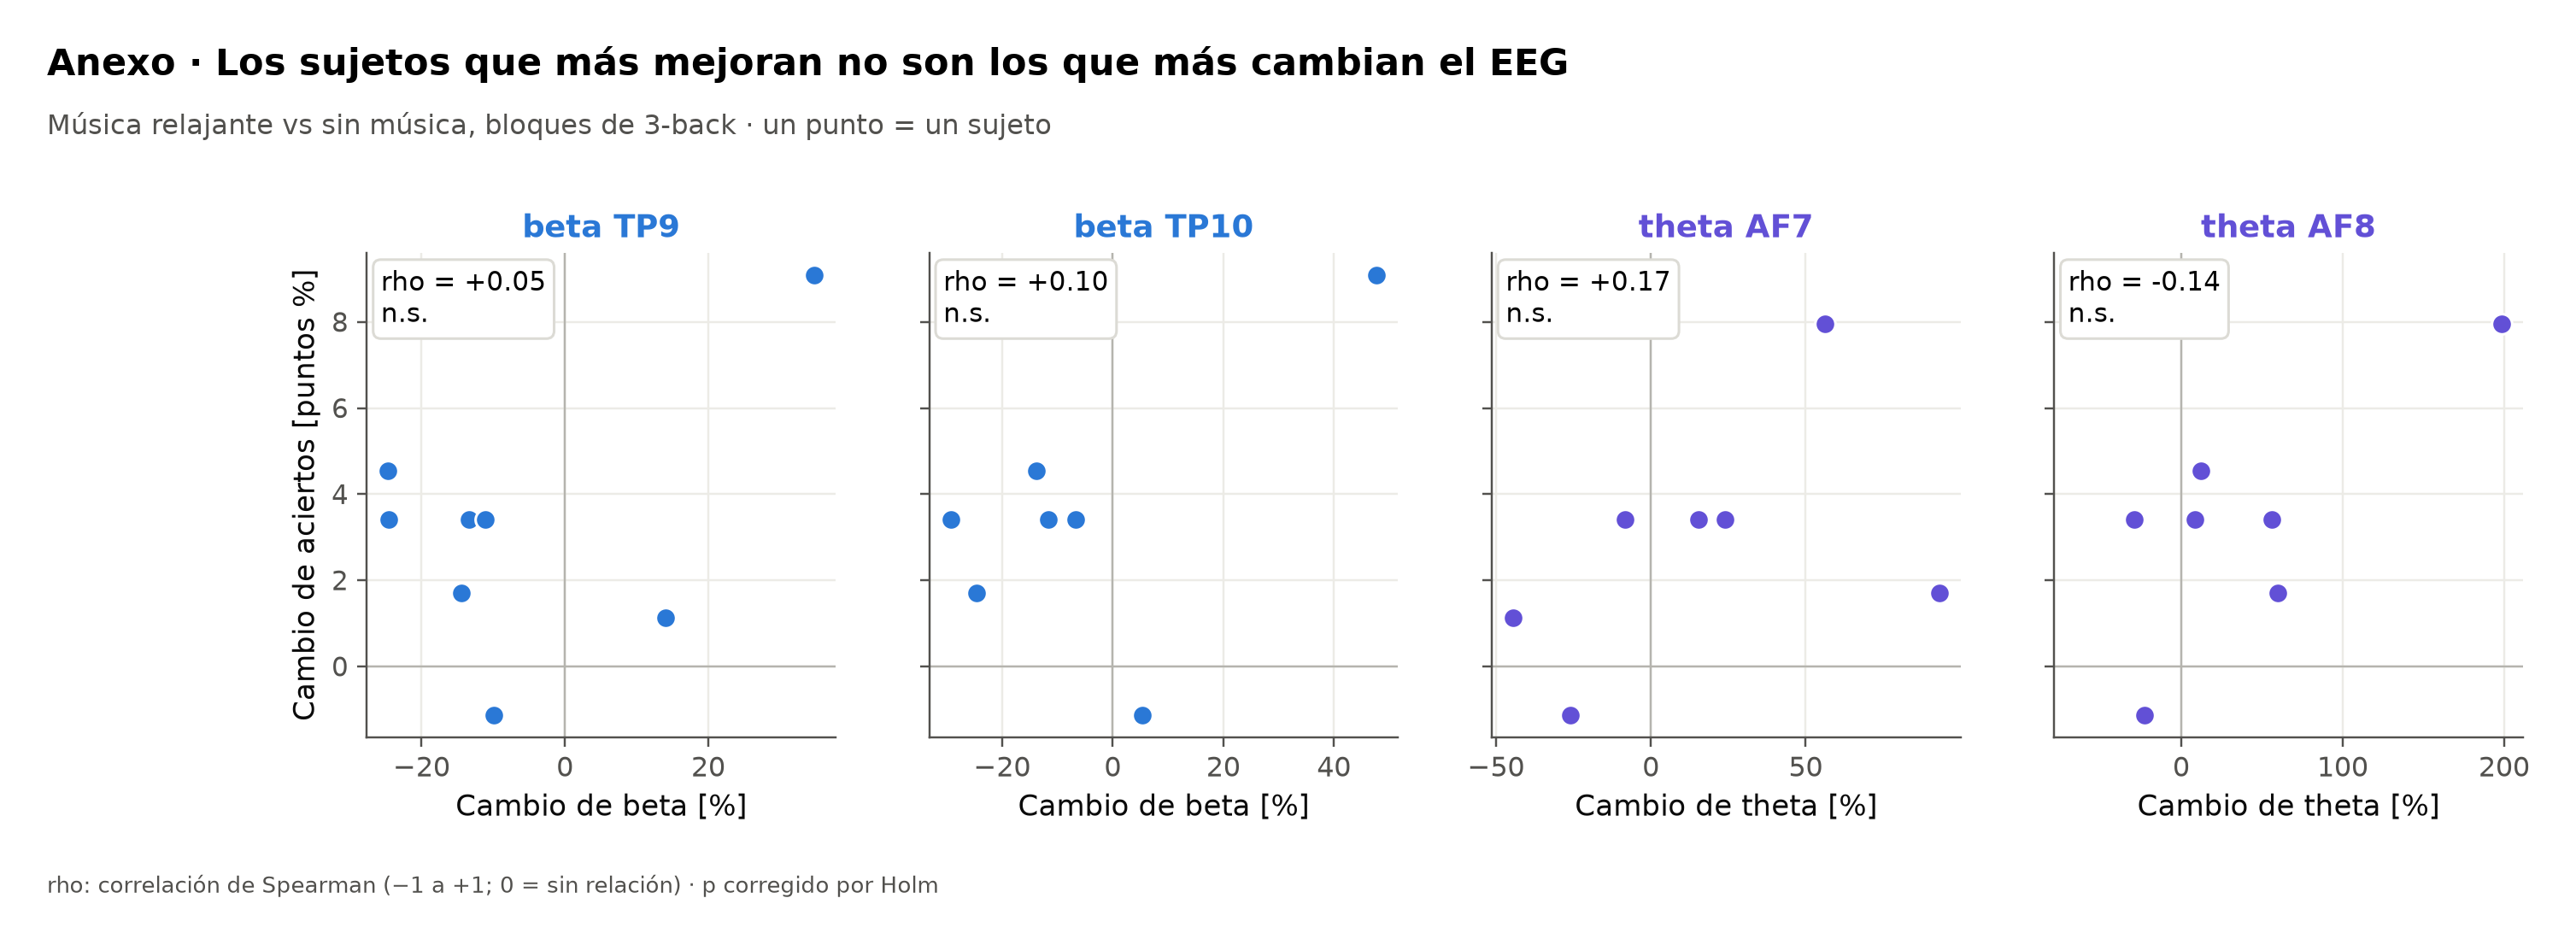 Anexo · Los sujetos que más mejoran no son los que más cambian el EEG
Música relajante vs sin música, bloques de 3-back · un punto = un sujeto
beta TP9
rho = +0.05
n.s.
Cambio de aciertos [puntos %]
8
6
4
2
0
−20 0 20
Cambio de beta [%]
beta TP10
rho = +0.10
n.s.
−20 0 20 40
Cambio de beta [%]
theta AF7
rho = +0.17
n.s.
−50 0 50
Cambio de theta [%]
theta AF8
rho = -0.14
n.s.
0 100 200
Cambio de theta [%]
rho: correlación de Spearman (−1 a +1; 0 = sin relación) · p corregido por Holm